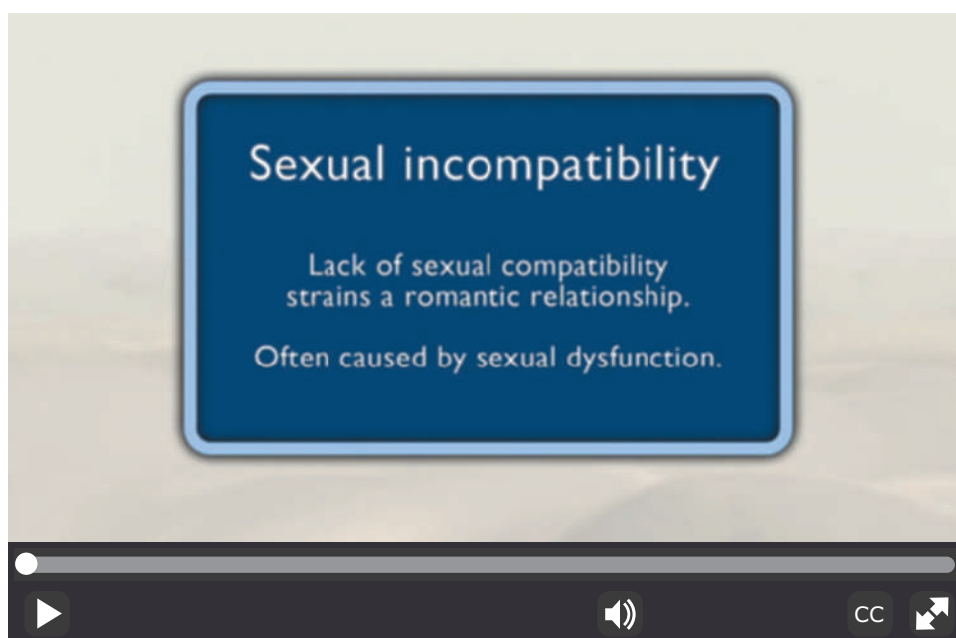 Sexual incompatibility
Lack of sexual compatibility
strains a romantic relationship.
Often caused by sexual dysfunction.
CC